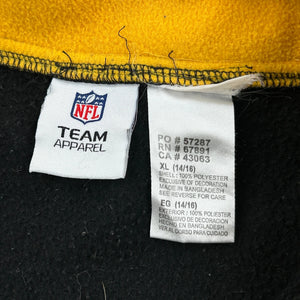 NFL
TEAM
APPAREL
PO # 57287
RN # 67891
CA # 43063
XL (14/16)
SHELL : 100% POLYESTER
EXCLUSIVE OF DECORATION
MADE IN BANGLADESH
SEE REVERSE FOR CARE
EG (14/16)
EXTERIOR : 100% POLYESTER
EXCLUSIVO DE DECORACION
HECHO EN BANGLADESH
VER AL DORSO PARA CUIDADO